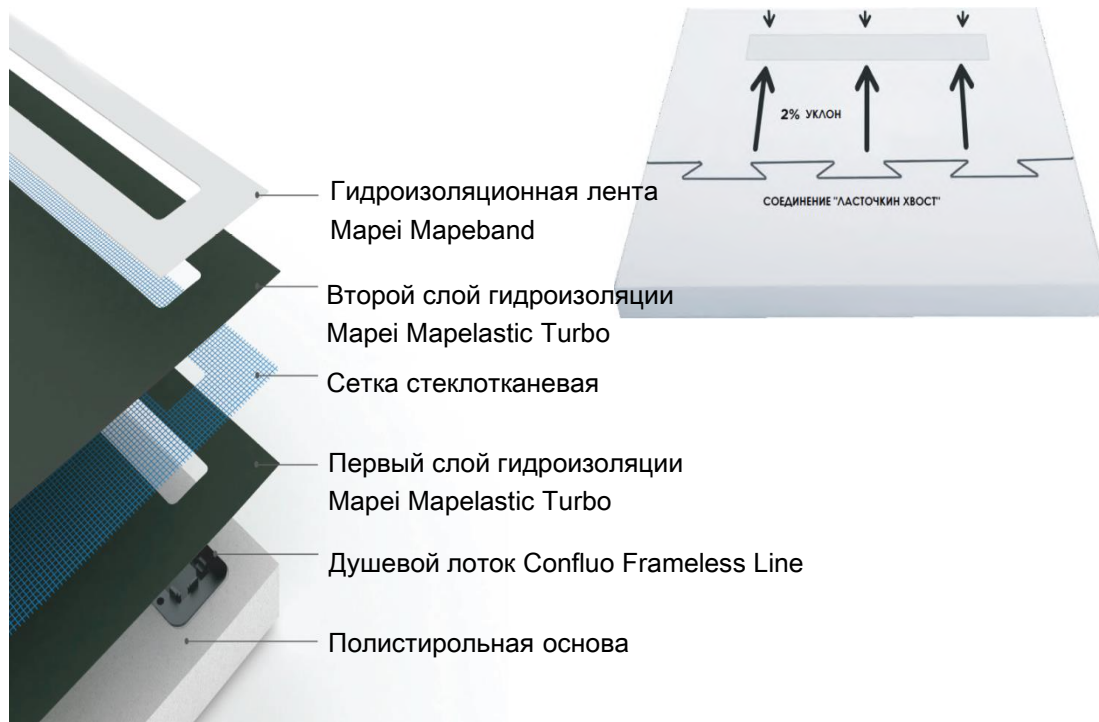 2% УКЛОН
СОЕДИНЕНИЕ "ЛАСТОЧКИН ХВОСТ"
Гидроизоляционная лента
Mapei Mapeband
Второй слой гидроизоляции
Mapei Mapelastic Turbo
Сетка стеклотканевая
Первый слой гидроизоляции
Mapei Mapelastic Turbo
Душевой лоток Confluo Frameless Line
Полистирольная основа